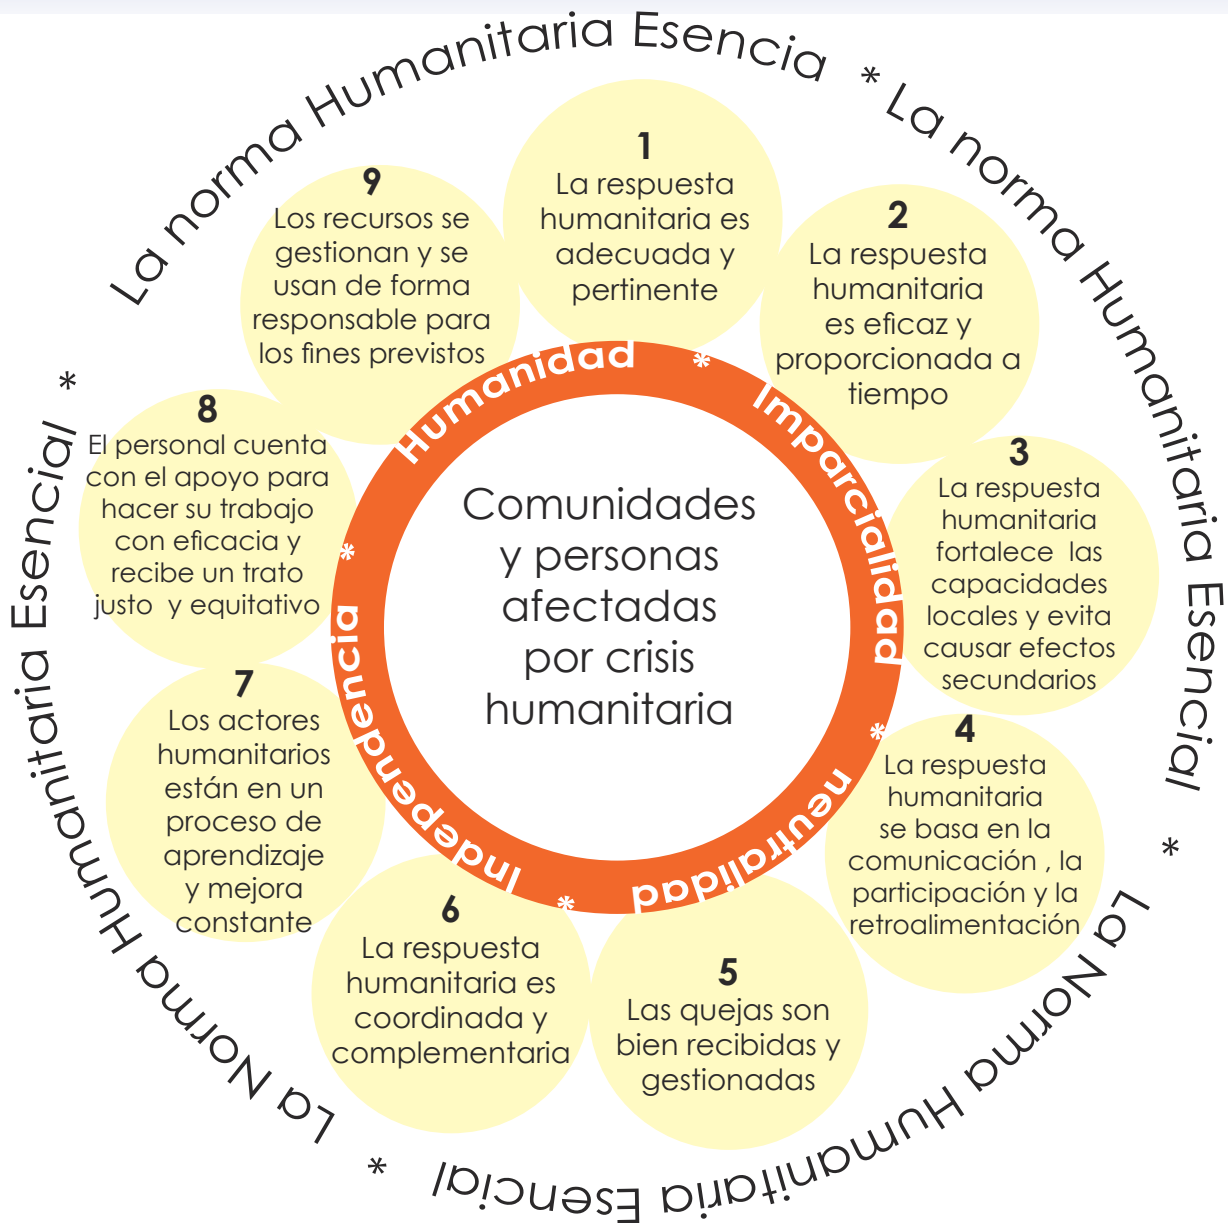 La norma Humanitaria Esencia * La norma Humanitaria Esencial *
La Norma Humanitaria Esencial *
La Norma Humanitaria Esencial *
1
La respuesta
humanitaria es
adecuada y
pertinente
2
La respuesta
humanitaria
es eficaz y
proporcionada a
tiempo
3
La respuesta
humanitaria
fortalece las
capacidades
locales y evita
causar efectos
secundarios
4
La respuesta
humanitaria
se basa en la
comunicación , la
participación y la
retroalimentación
5
Las quejas son
bien recibidas y
gestionadas
6
La respuesta
humanitaria es
coordinada y
complementaria
7
Los actores
humanitarios
están en un
proceso de
aprendizaje
y mejora
constante
8
El personal cuenta
con el apoyo para
hacer su trabajo
con eficacia y
recibe un trato
justo y equitativo
9
Los recursos se
gestionan y se
usan de forma
responsable para
los fines previstos
Humanidad * Imparcialidad * neutralidad * Independencia *
Comunidades
y personas
afectadas
por crisis
humanitaria